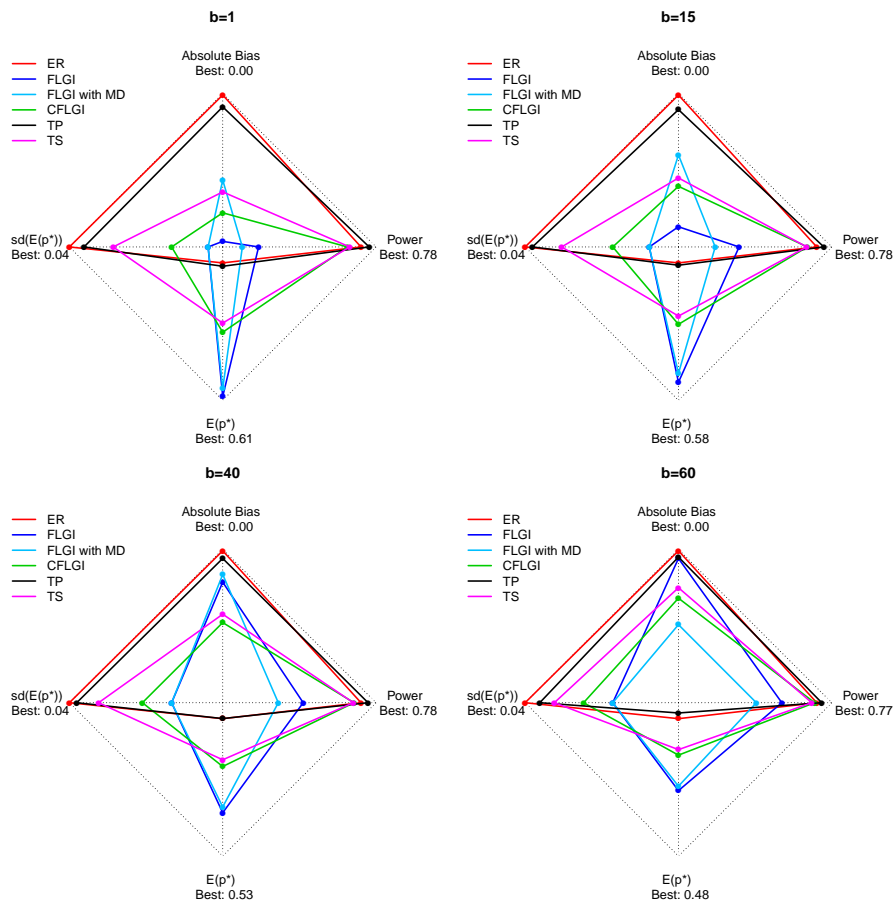 b=1
ER
FLGI
FLGI with MD
CFLGI
TP
TS
Absolute Bias
Best: 0.00
sd(E(p*))
Best: 0.04
Power
Best: 0.78
E(p*)
Best: 0.61
b=15
ER
FLGI
FLGI with MD
CFLGI
TP
TS
Absolute Bias
Best: 0.00
sd(E(p*))
Best: 0.04
Power
Best: 0.78
E(p*)
Best: 0.58
b=40
ER
FLGI
FLGI with MD
CFLGI
TP
TS
Absolute Bias
Best: 0.00
sd(E(p*))
Best: 0.04
Power
Best: 0.78
E(p*)
Best: 0.53
b=60
ER
FLGI
FLGI with MD
CFLGI
TP
TS
Absolute Bias
Best: 0.00
sd(E(p*))
Best: 0.04
Power
Best: 0.77
E(p*)
Best: 0.48